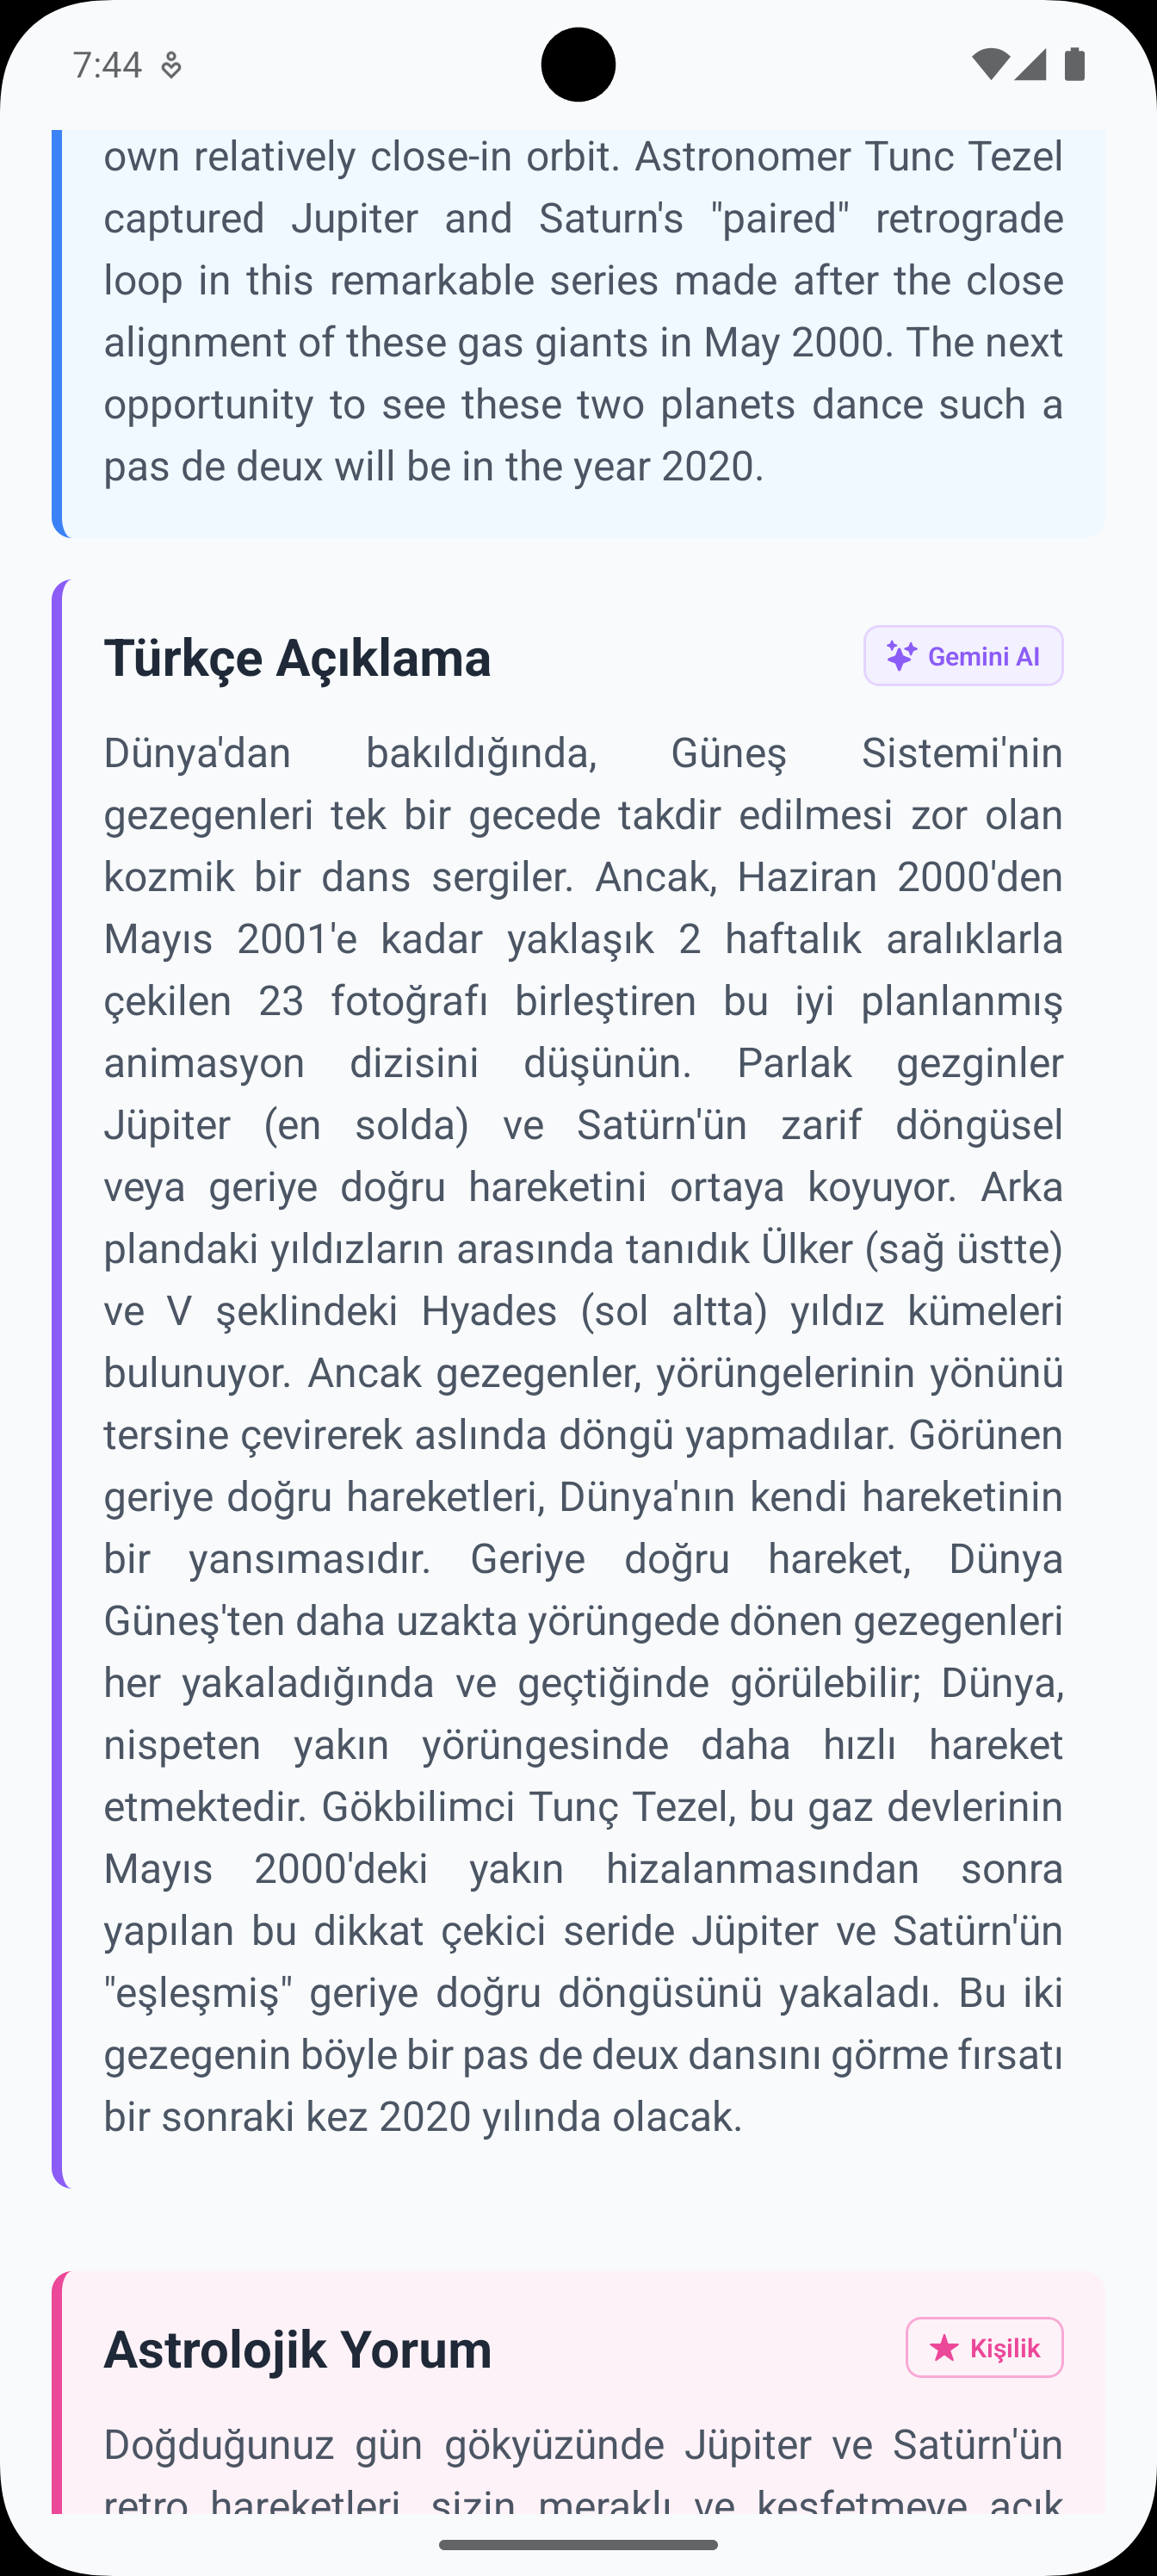 7:44
own relatively close-in orbit. Astronomer Tunc Tezel
captured Jupiter and Saturn's "paired" retrograde
loop in this remarkable series made after the close
alignment of these gas giants in May 2000. The next
opportunity to see these two planets dance such a
pas de deux will be in the year 2020.
Türkçe Açıklama
Gemini AI
Dünya'dan bakıldığında, Güneş Sistemi'nin
gezegenleri tek bir gecede takdir edilmesi zor olan
kozmik bir dans sergiler. Ancak, Haziran 2000'den
Mayıs 2001'e kadar yaklaşık 2 haftalık aralıklarla
çekilen 23 fotoğrafı birleştiren bu iyi planlanmış
animasyon dizisini düşünün. Parlak gezginler
Jüpiter (en solda) ve Satürn'ün zarif döngüsel
veya geriye doğru hareketini ortaya koyuyor. Arka
plandaki yıldızların arasında tanıdık Ülker (sağ üstte)
ve V şeklindeki Hyades (sol altta) yıldız kümeleri
bulunuyor. Ancak gezegenler, yörüngelerinin yönünü
tersine çevirerek aslında döngü yapmadılar. Görünen
geriye doğru hareketleri, Dünya'nın kendi hareketinin
bir yansımasıdır. Geriye doğru hareket, Dünya
Güneş'ten daha uzakta yörüngede dönen gezegenleri
her yakaladığında ve geçtiğinde görülebilir; Dünya,
nispeten yakın yörüngesinde daha hızlı hareket
etmektedir. Gökbilimci Tunç Tezel, bu gaz devlerinin
Mayıs 2000'deki yakın hizalanmasından sonra
yapılan bu dikkat çekici seride Jüpiter ve Satürn'ün
"eşleşmiş" geriye doğru döngüsünü yakaladı. Bu iki
gezegenin böyle bir pas de deux dansını görme fırsatı
bir sonraki kez 2020 yılında olacak.
Astrolojik Yorum
Kişilik
Doğduğunuz gün gökyüzünde Jüpiter ve Satürn'ün
retro hareketleri, sizin meraklı ve keşfetmeye açık